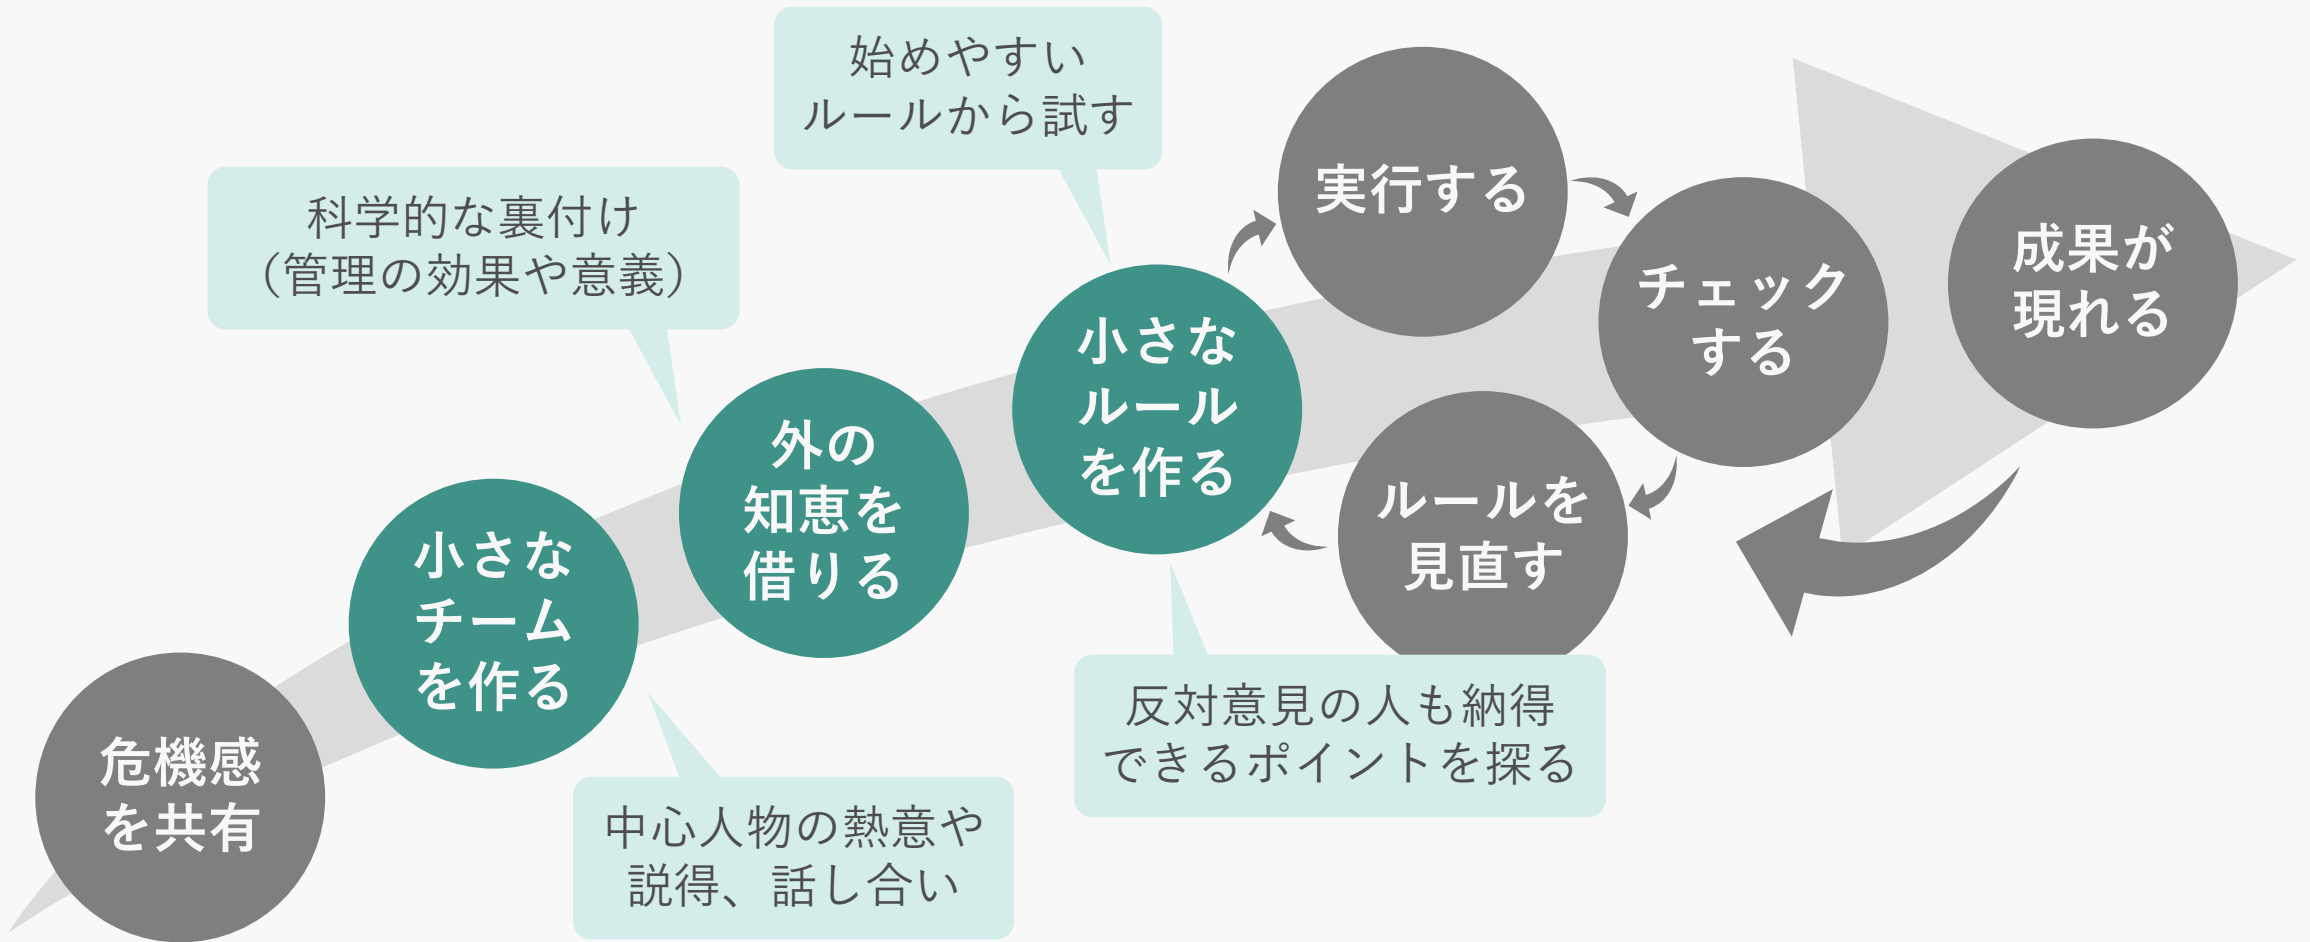 始めやすい
ルールから試す
科学的な裏付け
（管理の効果や意義）
実行する
チェック
する
成果が
現れる
小さな
ルール
を作る
外の
知恵を
借りる
ルールを
見直す
小さな
チーム
を作る
危機感
を共有
反対意見の人も納得
できるポイントを探る
中心人物の熱意や
説得、話し合い